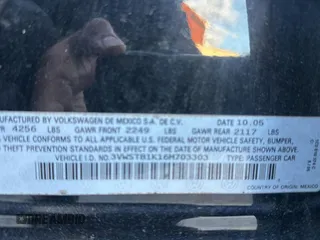 MANUFACTURED BY VOLKSWAGEN DE MEXICO S.A. DE C.V. DATE 10.05
4256 LBS GAWR FRONT 2249 LBS GAWR REAR 2117 LBS
VEHICLE CONFORMS TO ALL APPLICABLE U.S. FEDERAL MOTOR VEHICLE SAFETY, BUMPER,
THEFT PREVENTION STANDARDS IN EFFECT ON THE DATE OF MANUFACTURE SHOWN ABOVE
VEHICLE I.D. NO.: 3VWST81K16M703303 TYPE: PASSENGER CAR
COUNTRY OF ORIGIN: MEXICO